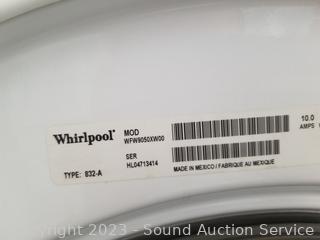 Whirlpool
MOD
WFW9050XW00
SER
HL04713414
10.0
AMPS
TYPE: 832-A
MADE IN MEXICO / FABRIQUE AU MEXIQUE
Copyright 2023 - Sound Auction Service